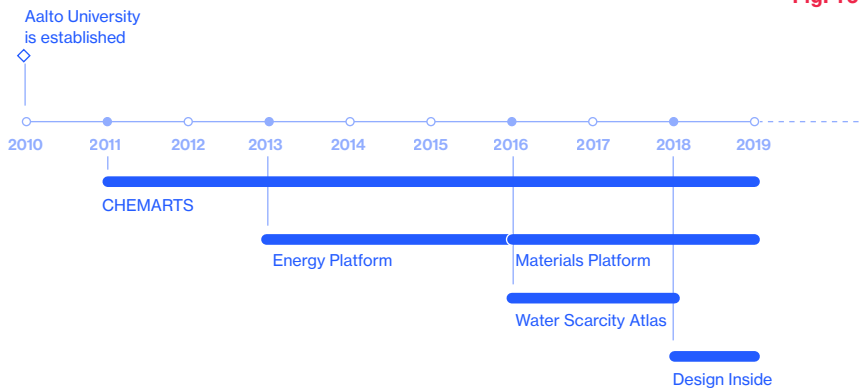 Aalto University
is established
2010 2011 2012 2013 2014 2015 2016 2017 2018 2019
CHEMARTS
Energy Platform
Materials Platform
Water Scarcity Atlas
Design Inside